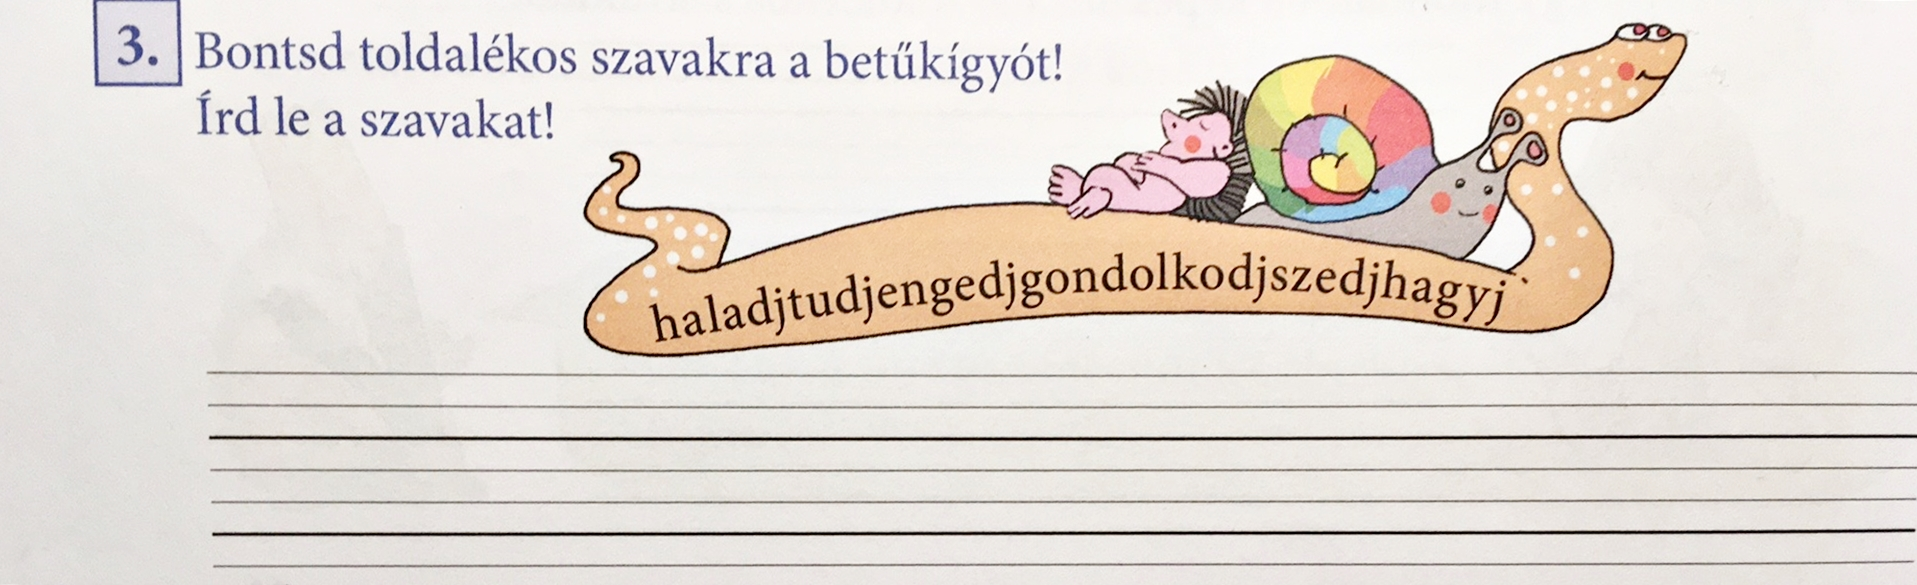 3. Bontsd toldalékos szavakra a betűkígyót!
Írd le a szavakat!
haladjtudjengedjgondolkodjszedjhagyj